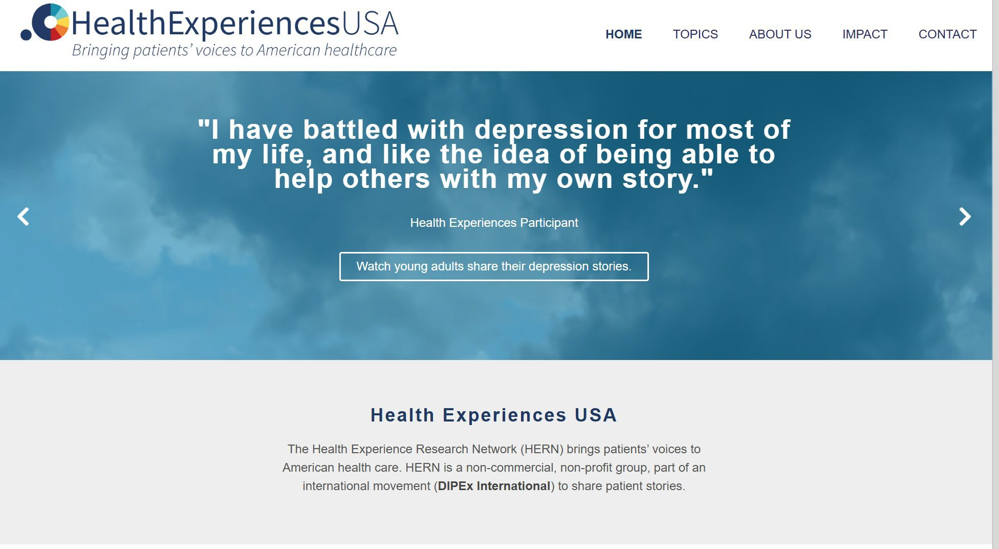 HealthExperiencesUSA
Bringing patients’ voices to American healthcare
HOME
TOPICS
ABOUT US
IMPACT
CONTACT
"I have battled with depression for most of
my life, and like the idea of being able to
help others with my own story."
Health Experiences Participant
Watch young adults share their depression stories.
Health Experiences USA
The Health Experience Research Network (HERN) brings patients’ voices to
American health care. HERN is a non-commercial, non-profit group, part of an
international movement (DIPEx International) to share patient stories.